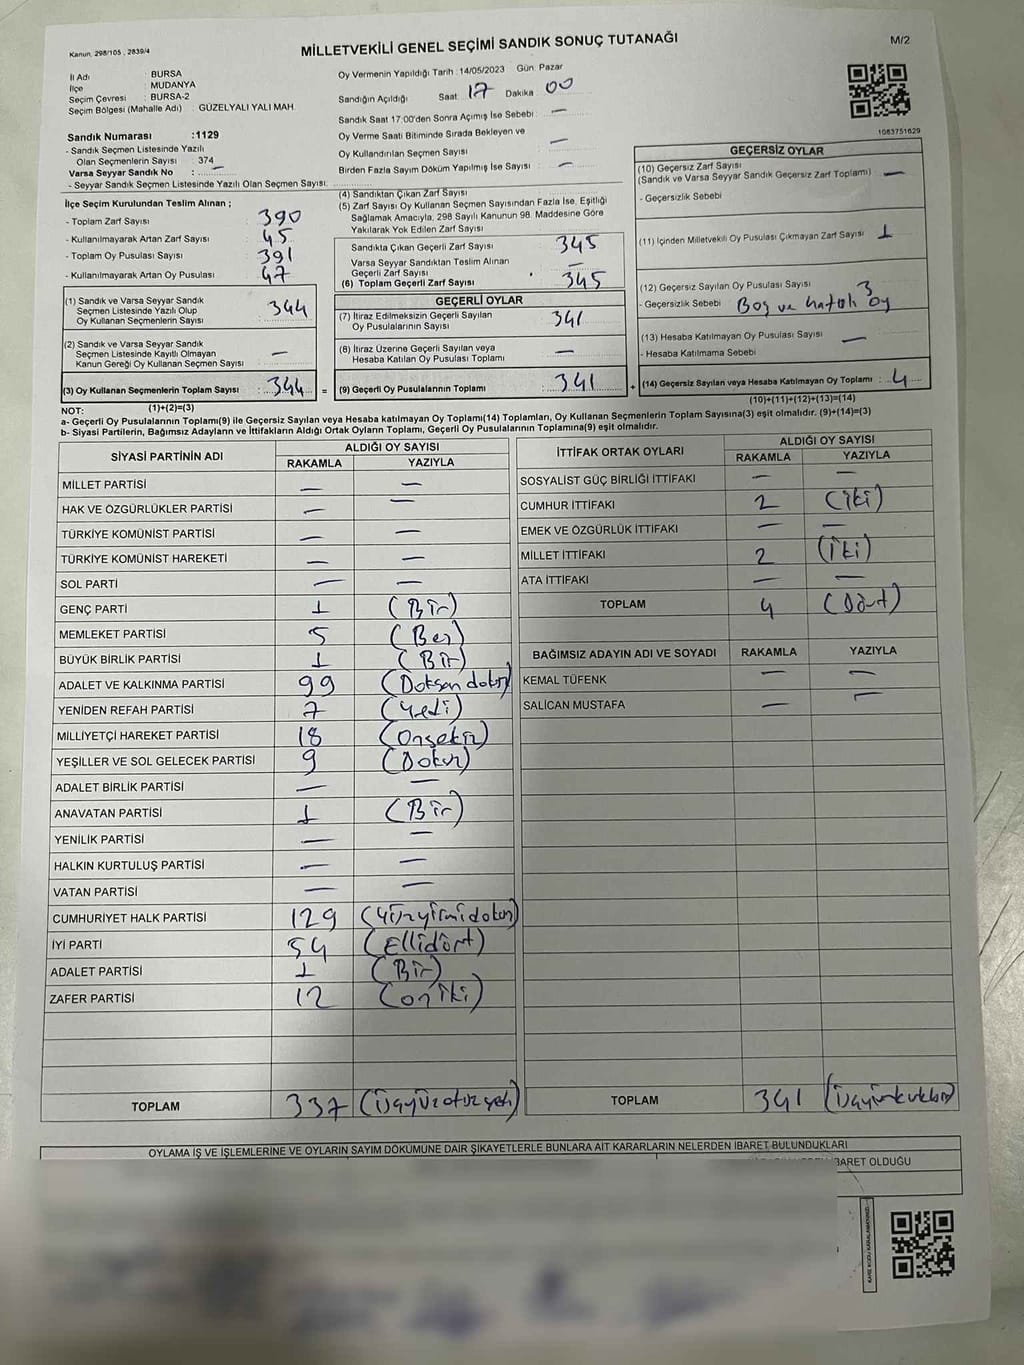 Kanun, 298/105 , 2839/4
MİLLETVEKİLİ GENEL SEÇİMİ SANDIK SONUÇ TUTANAĞI
M/2
İl Adı : BURSA
İlçe : MUDANYA
Seçim Çevresi : BURSA-2
Seçim Bölgesi (Mahalle Adı) : GÜZELYALI YALI MAH.
Oy Vermenin Yapıldığı Tarih : 14/05/2023 Gün: Pazar
Sandığın Açıldığı Saat: 17 Dakika 00
Sandık Saat 17:00'den Sonra Açımış İse Sebebi : —
Oy Verme Saati Bitiminde Sırada Bekleyen ve
Oy Kullandırılan Seçmen Sayısı —
Birden Fazla Sayım Döküm Yapılmış İse Sayısı : —
1063751629
Sandık Numarası :1129
- Sandık Seçmen Listesinde Yazılı
Olan Seçmenlerin Sayısı : 374
Varsa Seyyar Sandık No : —
- Seyyar Sandık Seçmen Listesinde Yazılı Olan Seçmen Sayısı:
İlçe Seçim Kurulundan Teslim Alınan ;
- Toplam Zarf Sayısı 390
- Kullanılmayarak Artan Zarf Sayısı 45
- Toplam Oy Pusulası Sayısı 391
- Kullanılmayarak Artan Oy Pusulası 47
(1) Sandık ve Varsa Seyyar Sandık
Seçmen Listesinde Yazılı Olup
Oy Kullanan Seçmenlerin Sayısı 344
(2) Sandık ve Varsa Seyyar Sandık
Seçmen Listesinde Kayıtlı Olmayan
Kanun Gereği Oy Kullanan Seçmen Sayısı —
(3) Oy Kullanan Seçmenlerin Toplam Sayısı : 344 =
(1)+(2)=(3)
(4) Sandıktan Çıkan Zarf Sayısı
(5) Zarf Sayısı Oy Kullanan Seçmen Sayısından Fazla İse, Eşitliği
Sağlamak Amacıyla, 298 Sayılı Kanunun 98. Maddesine Göre
Yakılarak Yok Edilen Zarf Sayısı
Sandıkta Çıkan Geçerli Zarf Sayısı 345
Varsa Seyyar Sandıktan Teslim Alınan
Geçerli Zarf Sayısı —
(6) Toplam Geçerli Zarf Sayısı : 345
GEÇERLİ OYLAR
(7) İtiraz Edilmeksizin Geçerli Sayılan
Oy Pusulalarının Sayısı 341
(8) İtiraz Üzerine Geçerli Sayılan veya
Hesaba Katılan Oy Pusulası Toplamı —
(9) Geçerli Oy Pusulalarının Toplamı : 341 +
GEÇERSİZ OYLAR
(10) Geçersiz Zarf Sayısı
(Sandık ve Varsa Seyyar Sandık Geçersiz Zarf Toplamı) —
- Geçersizlik Sebebi
(11) İçinden Milletvekili Oy Pusulası Çıkmayan Zarf Sayısı 1
(12) Geçersiz Sayılan Oy Pusulası Sayısı 3
- Geçersizlik Sebebi Boş ve hatalı oy
(13) Hesaba Katılmayan Oy Pusulası Sayısı —
- Hesaba Katılmama Sebebi
(14) Geçersiz Sayılan veya Hesaba Katılmayan Oy Toplamı : 4
(10)+(11)+(12)+(13)=(14)
NOT:
a- Geçerli Oy Pusulalarının Toplamı(9) ile Geçersiz Sayılan veya Hesaba katılmayan Oy Toplamı(14) Toplamları, Oy Kullanan Seçmenlerin Toplam Sayısına(3) eşit olmalıdır. (9)+(14)=(3)
b- Siyasi Partilerin, Bağımsız Adayların ve İttifakların Aldığı Ortak Oyların Toplamı, Geçerli Oy Pusulalarının Toplamına(9) eşit olmalıdır.
SİYASİ PARTİNİN ADI ALDIĞI OY SAYISI
RAKAMLA YAZIYLA
MİLLET PARTİSİ — —
HAK VE ÖZGÜRLÜKLER PARTİSİ — —
TÜRKİYE KOMÜNİST PARTİSİ — —
TÜRKİYE KOMÜNİST HAREKETİ — —
SOL PARTİ — —
GENÇ PARTİ 1 (Bir)
MEMLEKET PARTİSİ 5 (Beş)
BÜYÜK BİRLİK PARTİSİ 1 (Bir)
ADALET VE KALKINMA PARTİSİ 99 (Doksandokuz)
YENİDEN REFAH PARTİSİ 7 (Yedi)
MİLLİYETÇİ HAREKET PARTİSİ 18 (Onsekiz)
YEŞİLLER VE SOL GELECEK PARTİSİ 9 (Dokuz)
ADALET BİRLİK PARTİSİ — —
ANAVATAN PARTİSİ 1 (Bir)
YENİLİK PARTİSİ — —
HALKIN KURTULUŞ PARTİSİ — —
VATAN PARTİSİ — —
CUMHURİYET HALK PARTİSİ 129 (Yüzyirmidokuz)
İYİ PARTİ 54 (Ellidört)
ADALET PARTİSİ 1 (Bir)
ZAFER PARTİSİ 12 (oniki)
TOPLAM 337 (Üçyüzotuzyedi)
İTTİFAK ORTAK OYLARI ALDIĞI OY SAYISI
RAKAMLA YAZIYLA
SOSYALİST GÜÇ BİRLİĞİ İTTİFAKI — —
CUMHUR İTTİFAKI 2 (iki)
EMEK VE ÖZGÜRLÜK İTTİFAKI — —
MİLLET İTTİFAKI 2 (İki)
ATA İTTİFAKI — —
TOPLAM 4 (Dört)
BAĞIMSIZ ADAYIN ADI VE SOYADI RAKAMLA YAZIYLA
KEMAL TÜFENK — —
SALİCAN MUSTAFA — —
TOPLAM 341 (Üçyüzkırkbir)
OYLAMA İŞ VE İŞLEMLERİNE VE OYLARIN SAYIM DÖKÜMÜNE DAİR ŞİKAYETLERLE BUNLARA AİT KARARLARIN NELERDEN İBARET BULUNDUKLARI
İBARET OLDUĞU